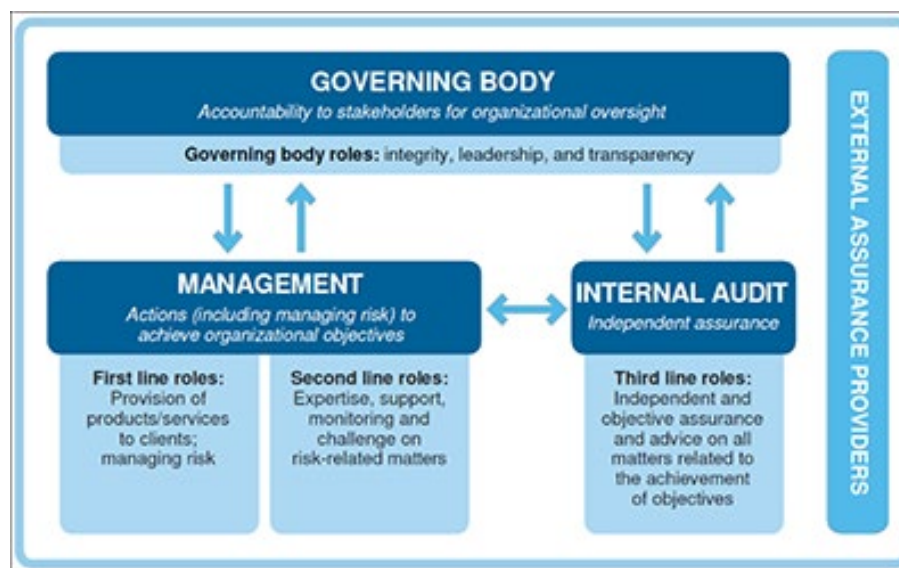 GOVERNING BODY
Accountability to stakeholders for organizational oversight
Governing body roles: integrity, leadership, and transparency
MANAGEMENT
Actions (including managing risk) to
achieve organizational objectives
First line roles:
Provision of
products/services
to clients;
managing risk
Second line roles:
Expertise, support,
monitoring and
challenge on
risk-related matters
INTERNAL AUDIT
Independent assurance
Third line roles:
Independent and
objective assurance
and advice on all
matters related to
the achievement
of objectives
EXTERNAL ASSURANCE PROVIDERS